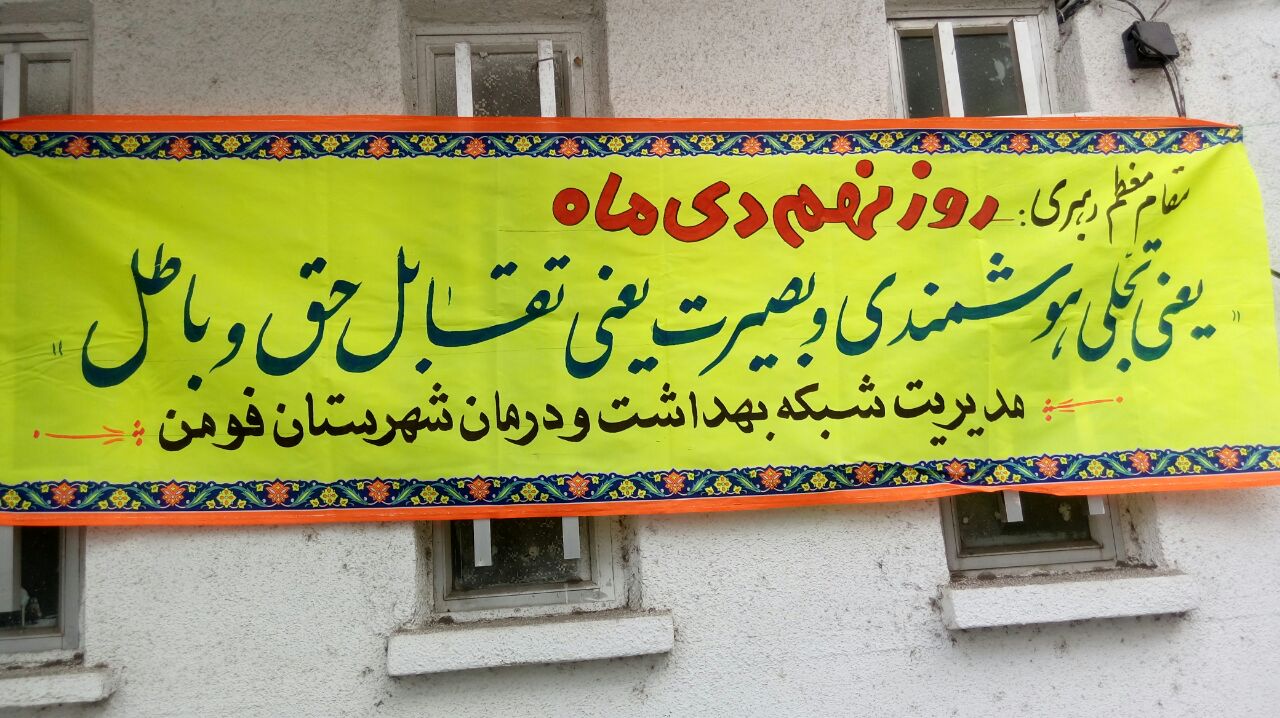 مقام معظم رهبری: روز نهم دی ماه
« یعنی تجلی هوشمندی و بصیرت یعنی تقابل حق و باطل »
مدیریت شبکه بهداشت و درمان شهرستان فومن